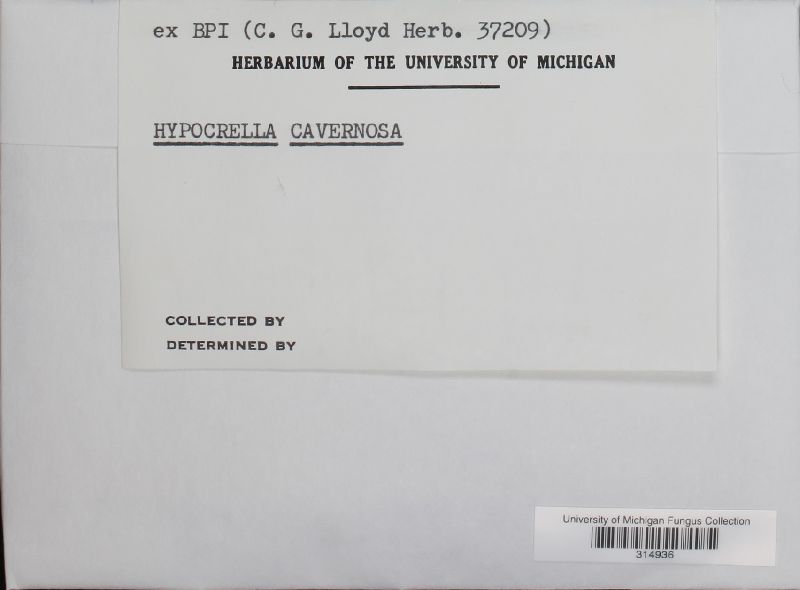 ex BPI (C. G. Lloyd Herb. 37209)
HERBARIUM OF THE UNIVERSITY OF MICHIGAN
HYPOCRELLA CAVERNOSA
COLLECTED BY
DETERMINED BY
University of Michigan Fungus Collection
314936